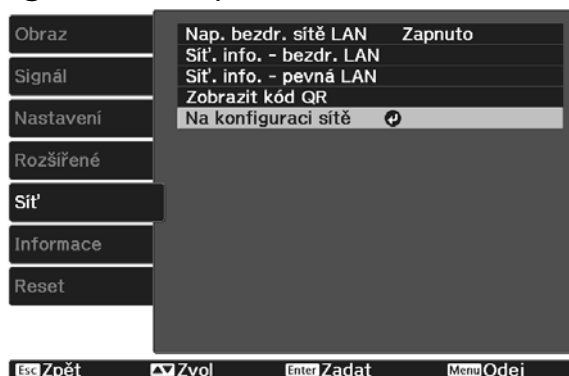 Obraz
Signál
Nastavení
Rozšířené
Síť
Informace
Reset
Nap. bezdr. sítě LAN Zapnuto
Síť. info. - bezdr. LAN
Síť. info. - pevná LAN
Zobrazit kód QR
Na konfiguraci sítě
Esc Zpět Zvol Enter Zadat Menu Odej